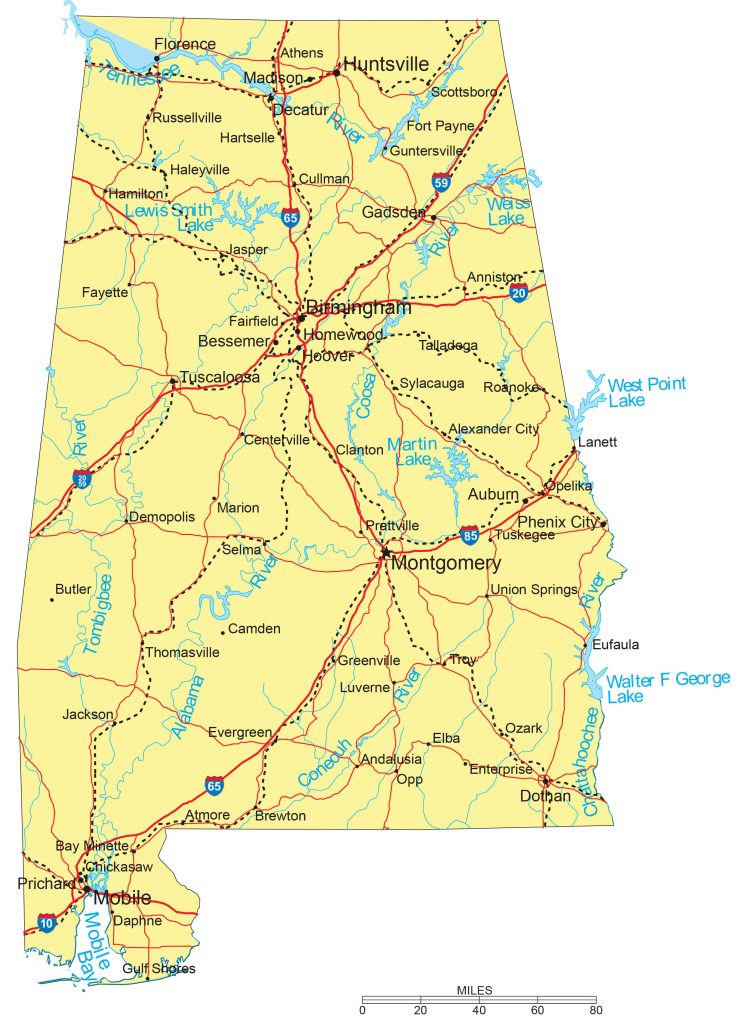 Florence
Athens
Huntsville
Madison
Tennessee
Scottsboro
Decatur
Russellville
River
Fort Payne
Hartselle
Guntersville
Haleyville
Cullman
59
Hamilton
Lewis Smith
Lake
65
Gadsden
Weiss
Lake
River
Jasper
Anniston
Fayette
20
Birmingham
Fairfield
Homewood
Bessemer
Hoover
Talladega
Tuscaloosa
Coosa
Sylacauga
Roanoke
West Point
Lake
River
Centerville
Clanton
Alexander City
Martin
Lake
Lanett
20
59
Marion
Auburn
Opelika
Demopolis
Prattville
Phenix City
85
Tuskegee
Selma
Montgomery
River
Butler
Union Springs
River
Tombigbee
Camden
Thomasville
Eufaula
Greenville
Troy
Luverne
River
Walter F George
Lake
Alabama
Jackson
Evergreen
Ozark
Elba
Conecuh
Andalusia
Enterprise
Opp
Chattahoochee
65
Dothan
Atmore
Brewton
Bay Minette
Chickasaw
Prichard
Mobile
10
Daphne
Mobile
Bay
Gulf Shores
MILES
0 20 40 60 80